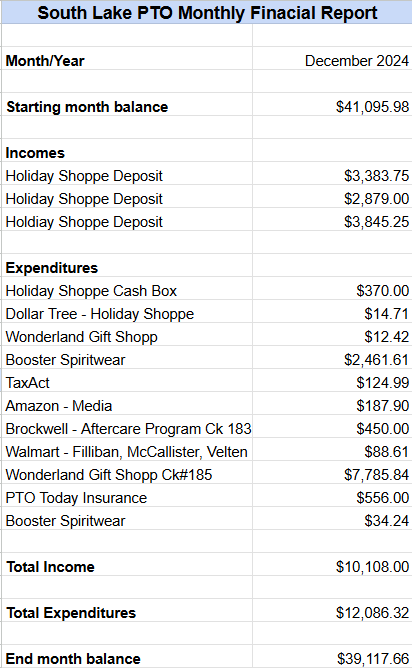 South Lake PTO Monthly Finacial Report
Month/Year December 2024
Starting month balance $41,095.98
Incomes
Holiday Shoppe Deposit $3,383.75
Holiday Shoppe Deposit $2,879.00
Holdiay Shoppe Deposit $3,845.25
Expenditures
Holiday Shoppe Cash Box $370.00
Dollar Tree - Holiday Shoppe $14.71
Wonderland Gift Shopp $12.42
Booster Spiritwear $2,461.61
TaxAct $124.99
Amazon - Media $187.90
Brockwell - Aftercare Program Ck 183 $450.00
Walmart - Filliban, McCallister, Velten $88.61
Wonderland Gift Shopp Ck#185 $7,785.84
PTO Today Insurance $556.00
Booster Spiritwear $34.24
Total Income $10,108.00
Total Expenditures $12,086.32
End month balance $39,117.66